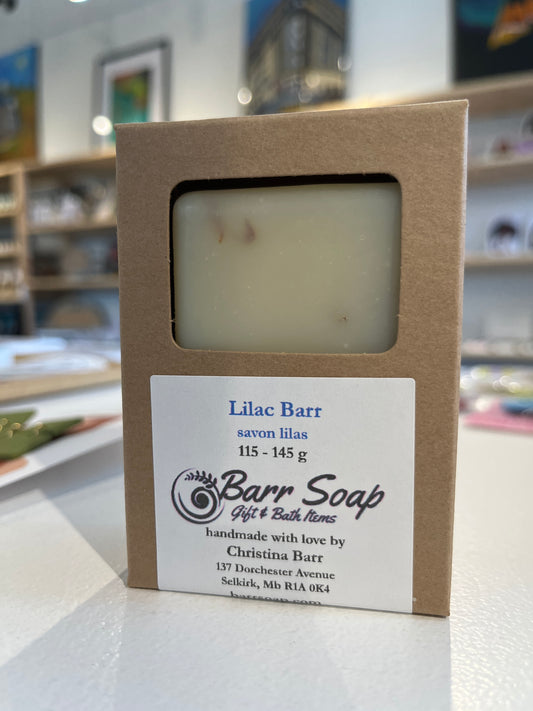 Lilac Barr
savon lilas
115 - 145 g
Barr Soap
Gift & Bath Items
handmade with love by
Christina Barr
137 Dorchester Avenue
Selkirk, Mb R1A 0K4
barrsoap.com